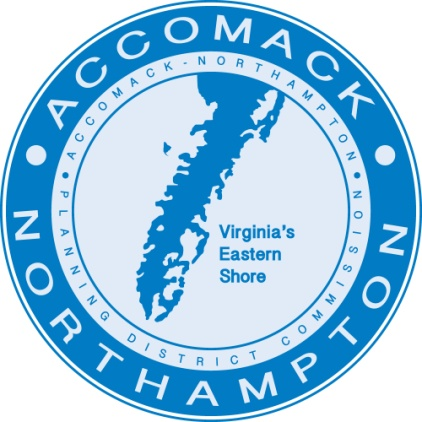 ACCOMACK
NORTHAMPTON
ACCOMACK-NORTHAMPTON
PLANNING DISTRICT COMMISSION
Virginia's
Eastern
Shore